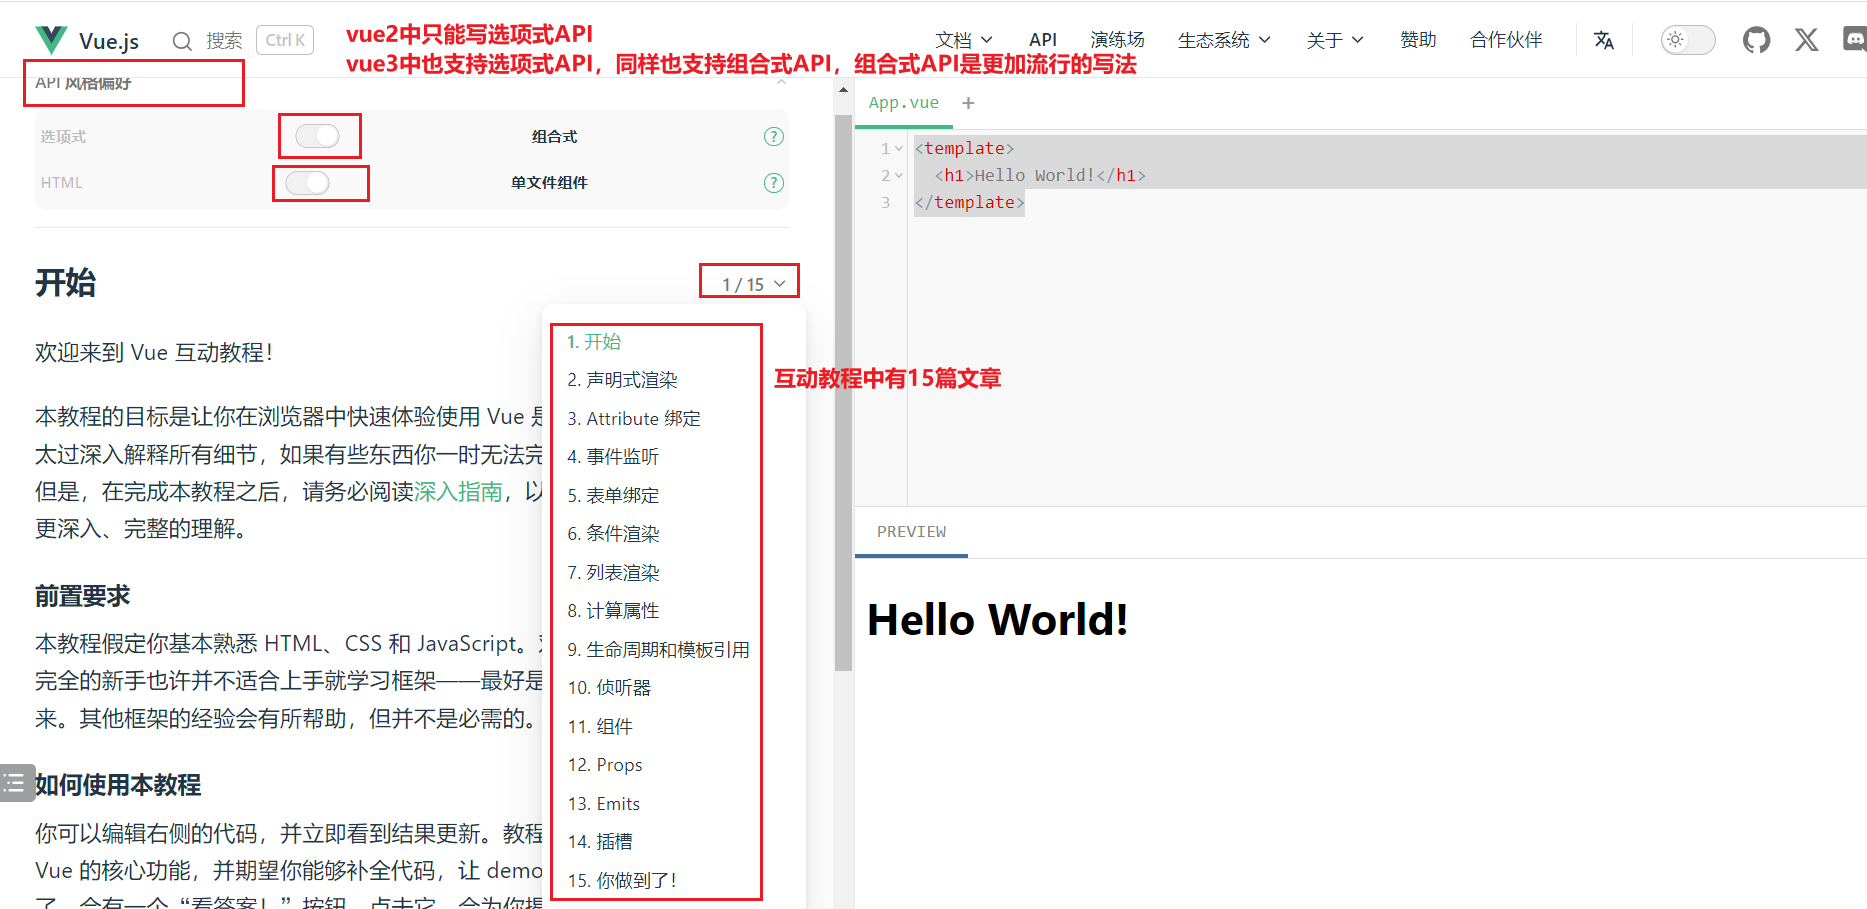 Vue.js 搜索 Ctrl K
vue2中只能写选项式API
vue3中也支持选项式API，同样也支持组合式API，组合式API是更加流行的写法
文档 API 演练场 生态系统 关于 赞助 合作伙伴
API 风格偏好
选项式 组合式 ?
HTML 单文件组件 ?
开始
1 / 15
欢迎来到 Vue 互动教程！
本教程的目标是让你在浏览器中快速体验使用 Vue 是
太过深入解释所有细节，如果有些东西你一时无法完
但是，在完成本教程之后，请务必阅读深入指南，以
更深入、完整的理解。
前置要求
本教程假定你基本熟悉 HTML、CSS 和 JavaScript。
完全的新手也许并不适合上手就学习框架——最好是
来。其他框架的经验会有所帮助，但并不是必需的。
如何使用本教程
你可以编辑右侧的代码，并立即看到结果更新。教程
Vue 的核心功能，并期望你能够补全代码，让 demo
了，会有一个“看答案！”按钮，点击它，会为你揭
1. 开始
2. 声明式渲染
3. Attribute 绑定
4. 事件监听
5. 表单绑定
6. 条件渲染
7. 列表渲染
8. 计算属性
9. 生命周期和模板引用
10. 侦听器
11. 组件
12. Props
13. Emits
14. 插槽
15. 你做到了！
互动教程中有15篇文章
App.vue +
1 <template>
2 <h1>Hello World!</h1>
3 </template>
PREVIEW
Hello World!